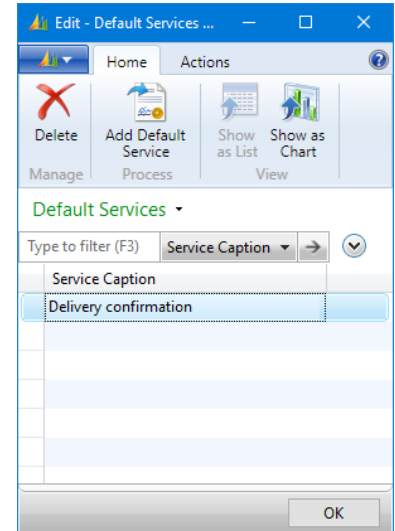 Edit - Default Services ...
Home Actions
Delete
Add Default
Service
Show
as List
Show as
Chart
Manage Process View
Default Services
Type to filter (F3) Service Caption
Service Caption
Delivery confirmation
OK